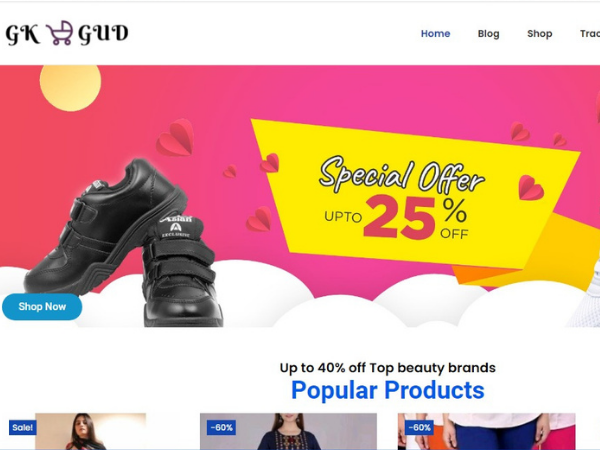 GK GUD
Home Blog Shop Trac
Special Offer
UPTO 25% OFF
Asian
Shop Now
Up to 40% off Top beauty brands
Popular Products
Sale!
-60%
-60%